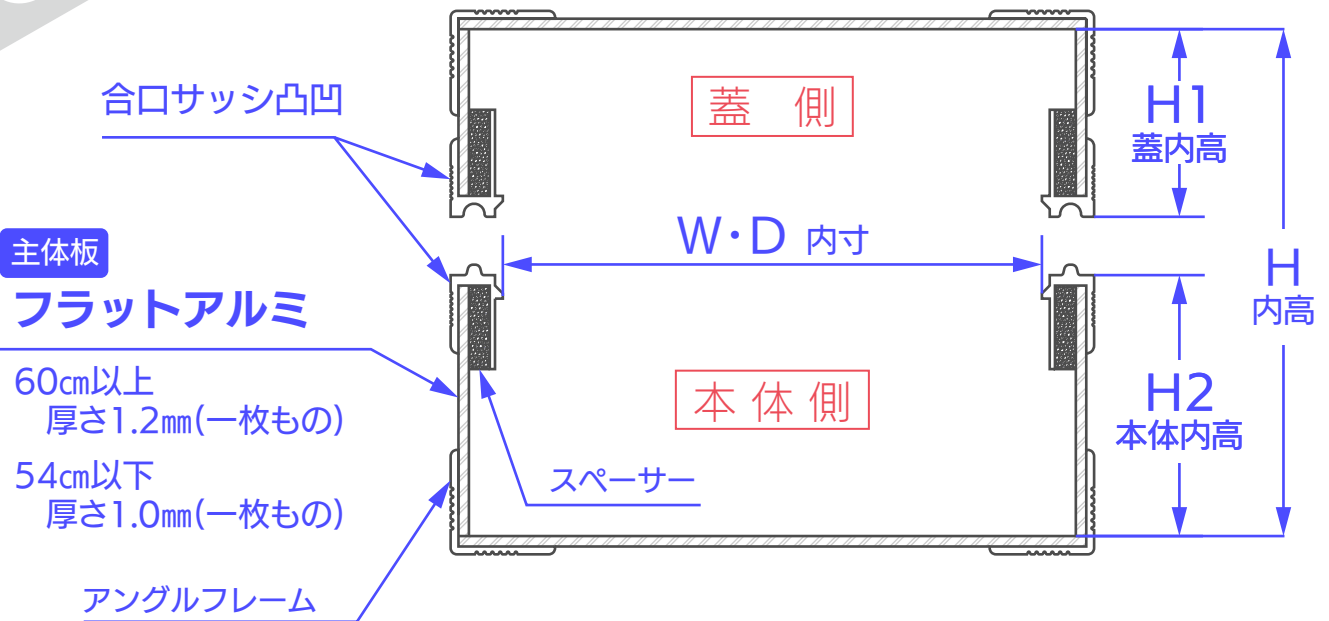 蓋 側
合口サッシ凸凹
H1
蓋内高
W・D 内寸
主体板
フラットアルミ
H
内高
60㎝以上
厚さ1.2㎜(一枚もの)
本体側
H2
本体内高
54㎝以下
厚さ1.0㎜(一枚もの)
スペーサー
アングルフレーム